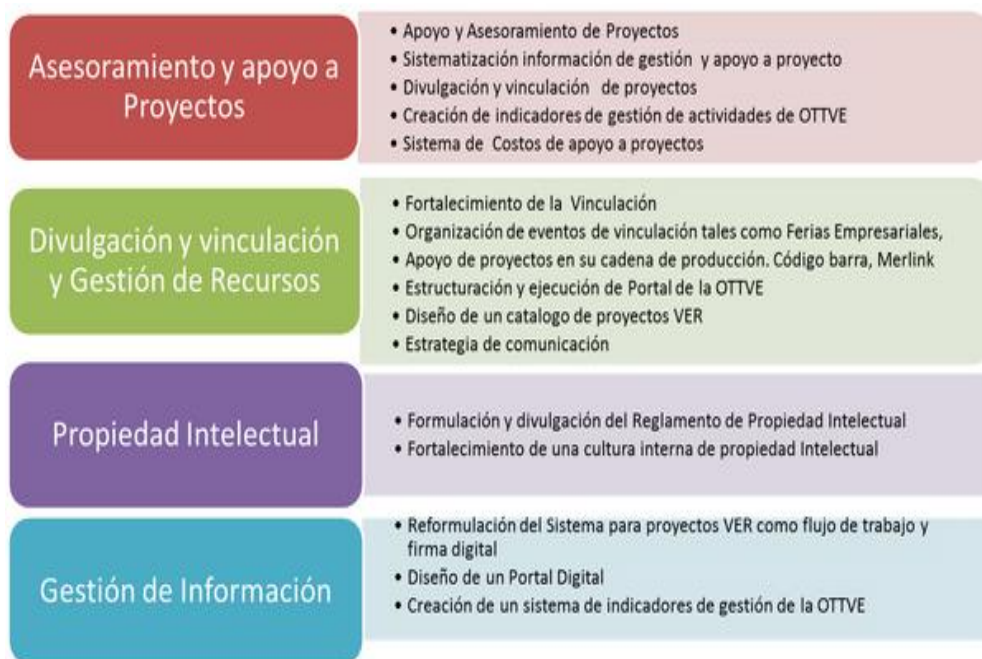 Asesoramiento y apoyo a
Proyectos
• Apoyo y Asesoramiento de Proyectos
• Sistematización información de gestión y apoyo a proyecto
• Divulgación y vinculación de proyectos
• Creación de indicadores de gestión de actividades de OTTVE
• Sistema de Costos de apoyo a proyectos
Divulgación y vinculación
y Gestión de Recursos
• Fortalecimiento de la Vinculación
• Organización de eventos de vinculación tales como Ferias Empresariales,
• Apoyo de proyectos en su cadena de producción. Código barra, Merlink
• Estructuración y ejecución de Portal de la OTTVE
• Diseño de un catalogo de proyectos VER
• Estrategia de comunicación
Propiedad Intelectual
• Formulación y divulgación del Reglamento de Propiedad Intelectual
• Fortalecimiento de una cultura interna de propiedad Intelectual
Gestión de Información
• Reformulación del Sistema para proyectos VER como flujo de trabajo y
firma digital
• Diseño de un Portal Digital
• Creación de un sistema de indicadores de gestión de la OTTVE